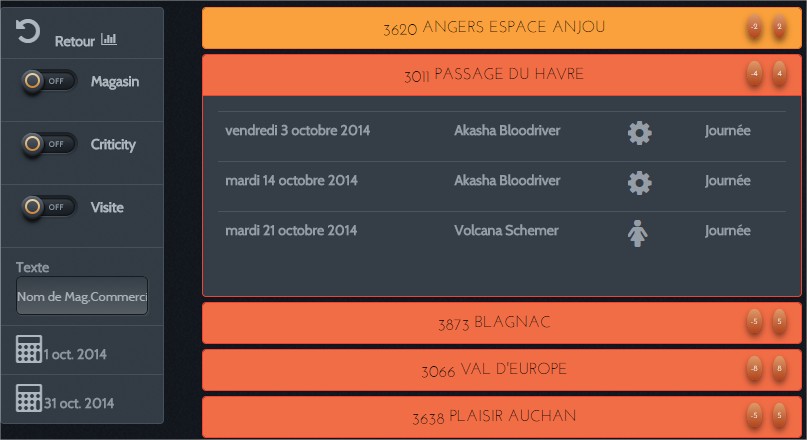 Retour
OFF Magasin
OFF Criticity
OFF Visite
Texte
Nom de Mag,Commerci
1 oct. 2014
31 oct. 2014
3620 ANGERS ESPACE ANJOU -2 2
3011 PASSAGE DU HAVRE -4 4
vendredi 3 octobre 2014 Akasha Bloodriver Journée
mardi 14 octobre 2014 Akasha Bloodriver Journée
mardi 21 octobre 2014 Volcana Schemer Journée
3873 BLAGNAC -5 5
3066 VAL D'EUROPE -8 8
3638 PLAISIR AUCHAN -5 5